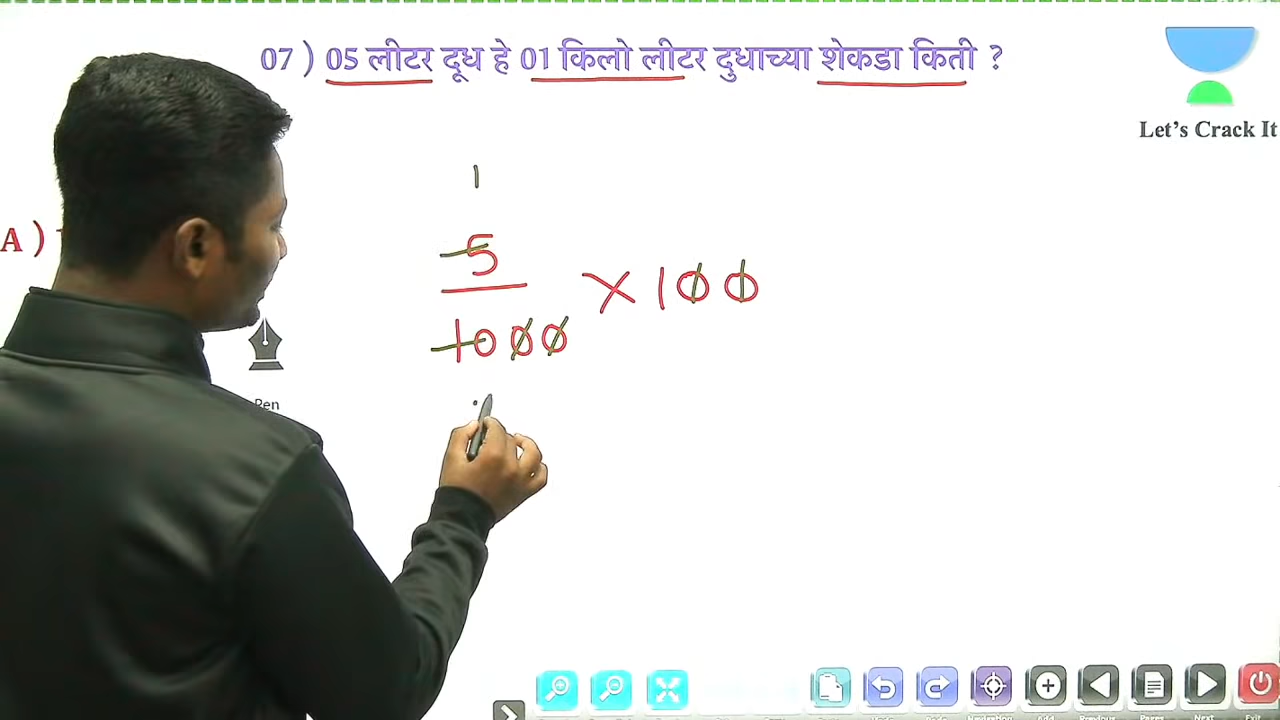 07 ) 05 लीटर दूध हे 01 किलो लीटर दुधाच्या शेकडा किती ?
Let's Crack It
1
5
A )
1000 × 100
Pen